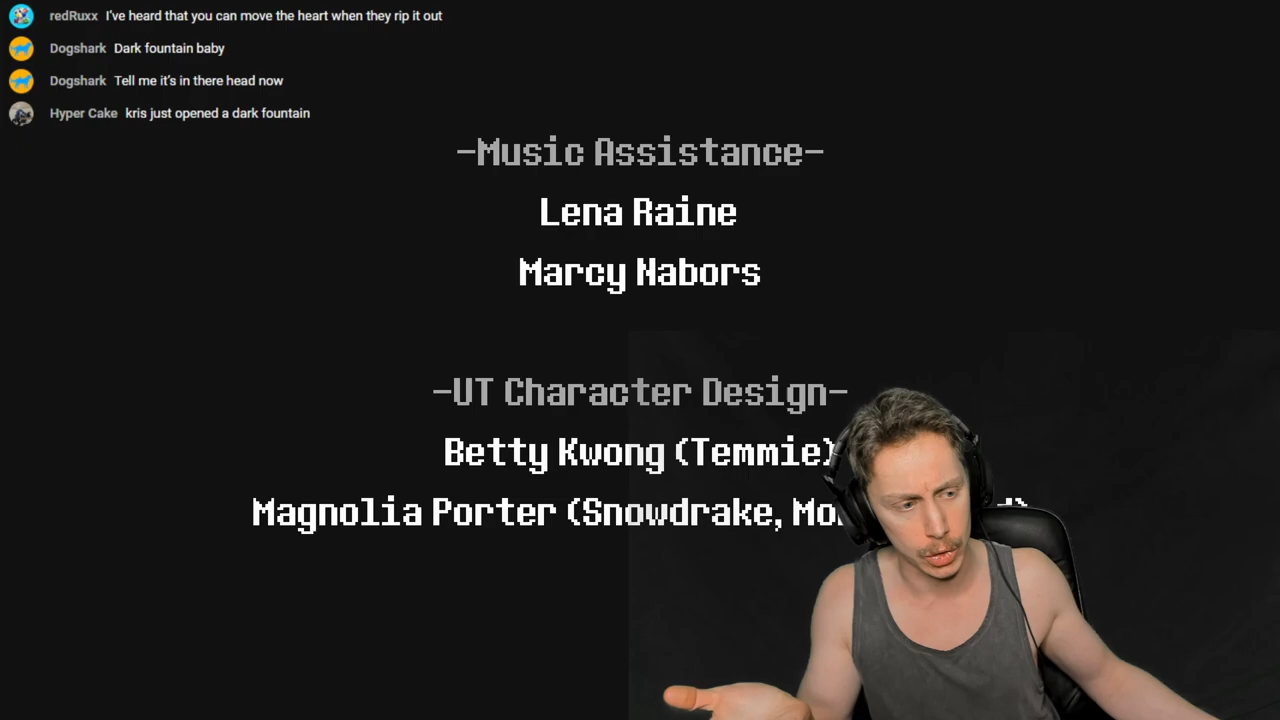 redRuxx I've heard that you can move the heart when they rip it out
Dogshark Dark fountain baby
Dogshark Tell me it's in there head now
Hyper Cake kris just opened a dark fountain
-Music Assistance-
Lena Raine
Marcy Nabors
-UT Character Design-
Betty Kwong (Temmie)
Magnolia Porter (Snowdrake,